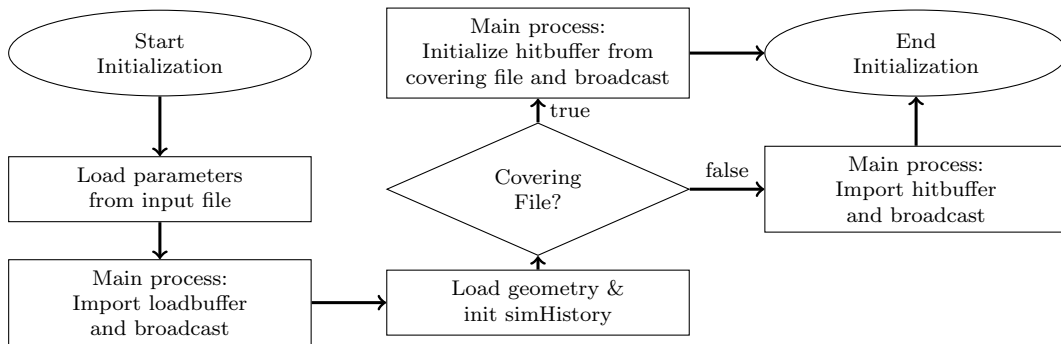 Start
Initialization
Load parameters
from input file
Main process:
Import loadbuffer
and broadcast
Load geometry &
init simHistory
Covering
File?
true
Main process:
Initialize hitbuffer from
covering file and broadcast
false
Main process:
Import hitbuffer
and broadcast
End
Initialization